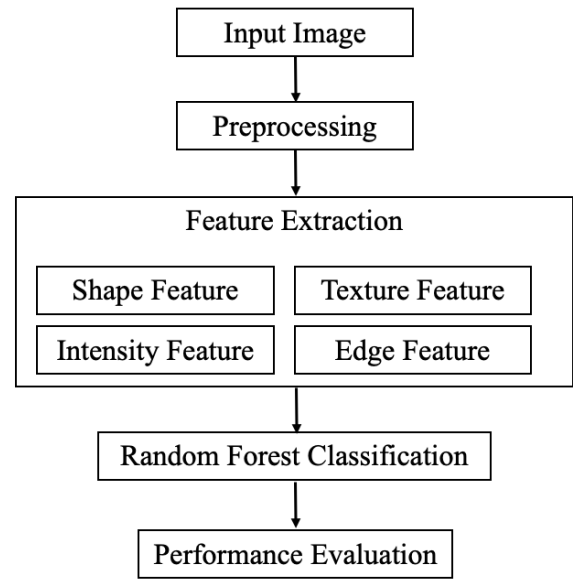 Input Image
Preprocessing
Feature Extraction
Shape Feature
Texture Feature
Intensity Feature
Edge Feature
Random Forest Classification
Performance Evaluation